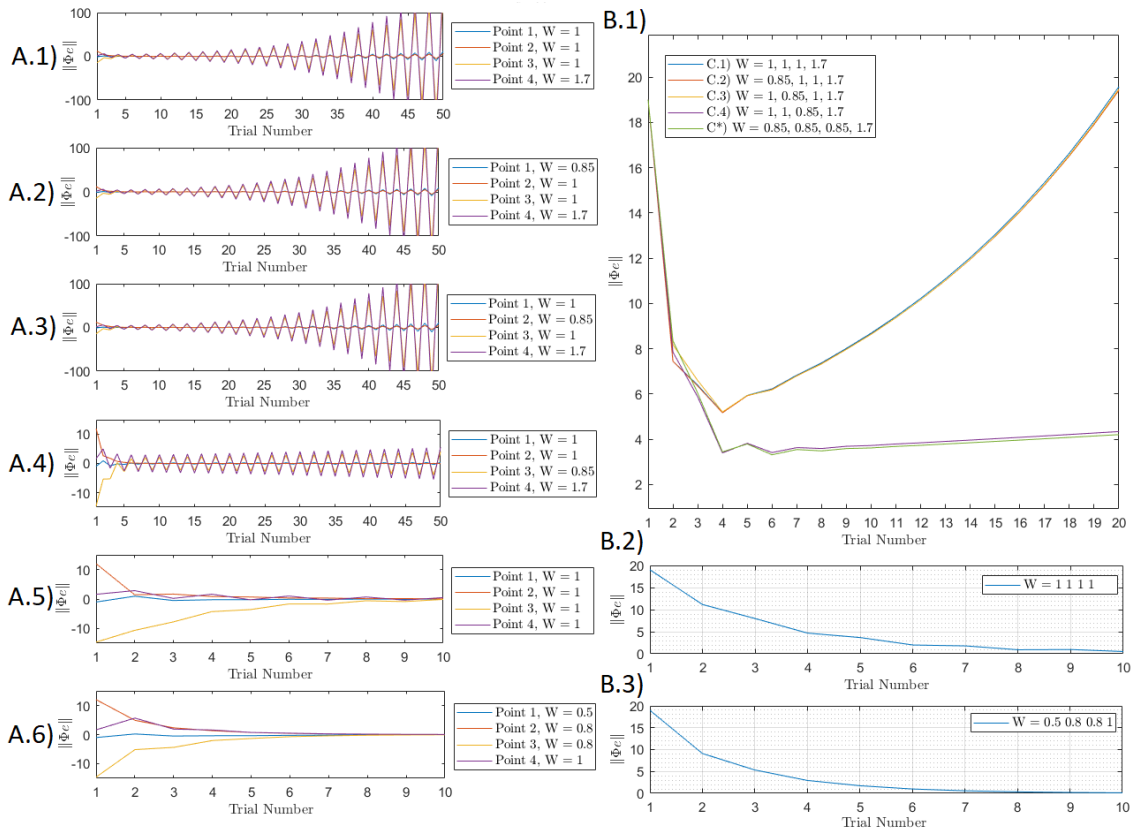 A.1)
100
0
-100
‖Φe‖
1 5 10 15 20 25 30 35 40 45 50
Trial Number
Point 1, W = 1
Point 2, W = 1
Point 3, W = 1
Point 4, W = 1.7
A.2)
100
0
-100
‖Φe‖
1 5 10 15 20 25 30 35 40 45 50
Trial Number
Point 1, W = 0.85
Point 2, W = 1
Point 3, W = 1
Point 4, W = 1.7
A.3)
100
0
-100
‖Φe‖
1 5 10 15 20 25 30 35 40 45 50
Trial Number
Point 1, W = 1
Point 2, W = 0.85
Point 3, W = 1
Point 4, W = 1.7
A.4)
10
0
-10
‖Φe‖
1 5 10 15 20 25 30 35 40 45 50
Trial Number
Point 1, W = 1
Point 2, W = 1
Point 3, W = 0.85
Point 4, W = 1.7
A.5)
10
0
-10
‖Φe‖
1 2 3 4 5 6 7 8 9 10
Trial Number
Point 1, W = 1
Point 2, W = 1
Point 3, W = 1
Point 4, W = 1
A.6)
10
0
-10
‖Φe‖
1 2 3 4 5 6 7 8 9 10
Trial Number
Point 1, W = 0.5
Point 2, W = 0.8
Point 3, W = 0.8
Point 4, W = 1
B.1)
C.1) W = 1, 1, 1, 1.7
C.2) W = 0.85, 1, 1, 1.7
C.3) W = 1, 0.85, 1, 1.7
C.4) W = 1, 1, 0.85, 1.7
C*) W = 0.85, 0.85, 0.85, 1.7
20
18
16
14
12
10
8
6
4
2
‖Φe‖
1 2 3 4 5 6 7 8 9 10 11 12 13 14 15 16 17 18 19 20
Trial Number
B.2)
20
15
10
5
0
‖Φe‖
W = 1 1 1 1
1 2 3 4 5 6 7 8 9 10
Trial Number
B.3)
20
15
10
5
0
‖Φe‖
W = 0.5 0.8 0.8 1
1 2 3 4 5 6 7 8 9 10
Trial Number